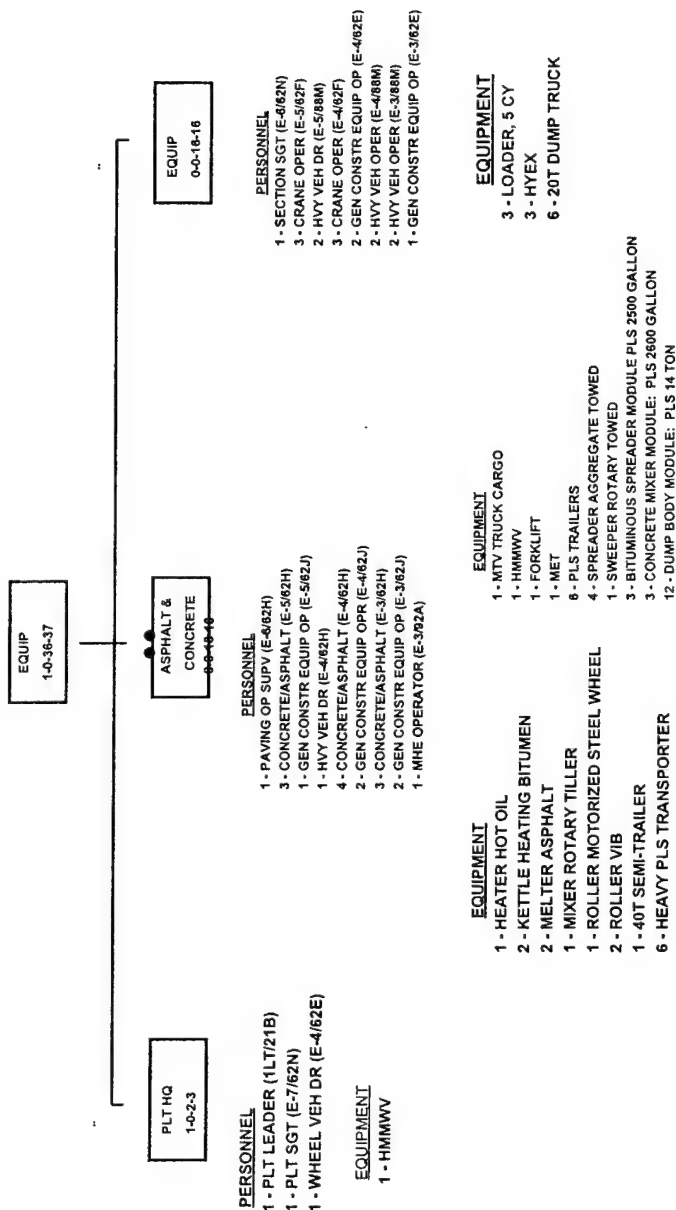 EQUIP
1-0-36-37
PLT HQ
1-0-2-3
PERSONNEL
1 - PLT LEADER (1LT/21B)
1 - PLT SGT (E-7/62N)
1 - WHEEL VEH DR (E-4/62E)
EQUIPMENT
1 - HMMWV
ASPHALT &
CONCRETE
0-0-18-18
PERSONNEL
1 - PAVING OP SUPV (E-6/62H)
3 - CONCRETE/ASPHALT (E-5/62H)
1 - GEN CONSTR EQUIP OP (E-5/62J)
1 - HVY VEH DR (E-4/62H)
4 - CONCRETE/ASPHALT (E-4/62H)
2 - GEN CONSTR EQUIP OPR (E-4/62J)
3 - CONCRETE/ASPHALT (E-3/62H)
2 - GEN CONSTR EQUIP OP (E-3/62J)
1 - MHE OPERATOR (E-3/92A)
EQUIPMENT
1 - HEATER HOT OIL
2 - KETTLE HEATING BITUMEN
2 - MELTER ASPHALT
1 - MIXER ROTARY TILLER
1 - ROLLER MOTORIZED STEEL WHEEL
2 - ROLLER VIB
1 - 40T SEMI-TRAILER
6 - HEAVY PLS TRANSPORTER
EQUIPMENT
1 - MTV TRUCK CARGO
1 - HMMWV
1 - FORKLIFT
1 - MET
6 - PLS TRAILERS
4 - SPREADER AGGREGATE TOWED
1 - SWEEPER ROTARY TOWED
3 - BITUMINOUS SPREADER MODULE PLS 2500 GALLON
3 - CONCRETE MIXER MODULE: PLS 2600 GALLON
12 - DUMP BODY MODULE: PLS 14 TON
EQUIP
0-0-16-16
PERSONNEL
1 - SECTION SGT (E-6/62N)
3 - CRANE OPER (E-5/62F)
2 - HVY VEH DR (E-5/88M)
3 - CRANE OPER (E-4/62F)
2 - GEN CONSTR EQUIP OP (E-4/62E)
2 - HVY VEH OPER (E-4/88M)
2 - HVY VEH OPER (E-3/88M)
1 - GEN CONSTR EQUIP OP (E-3/62E)
EQUIPMENT
3 - LOADER, 5 CY
3 - HYEX
6 - 20T DUMP TRUCK